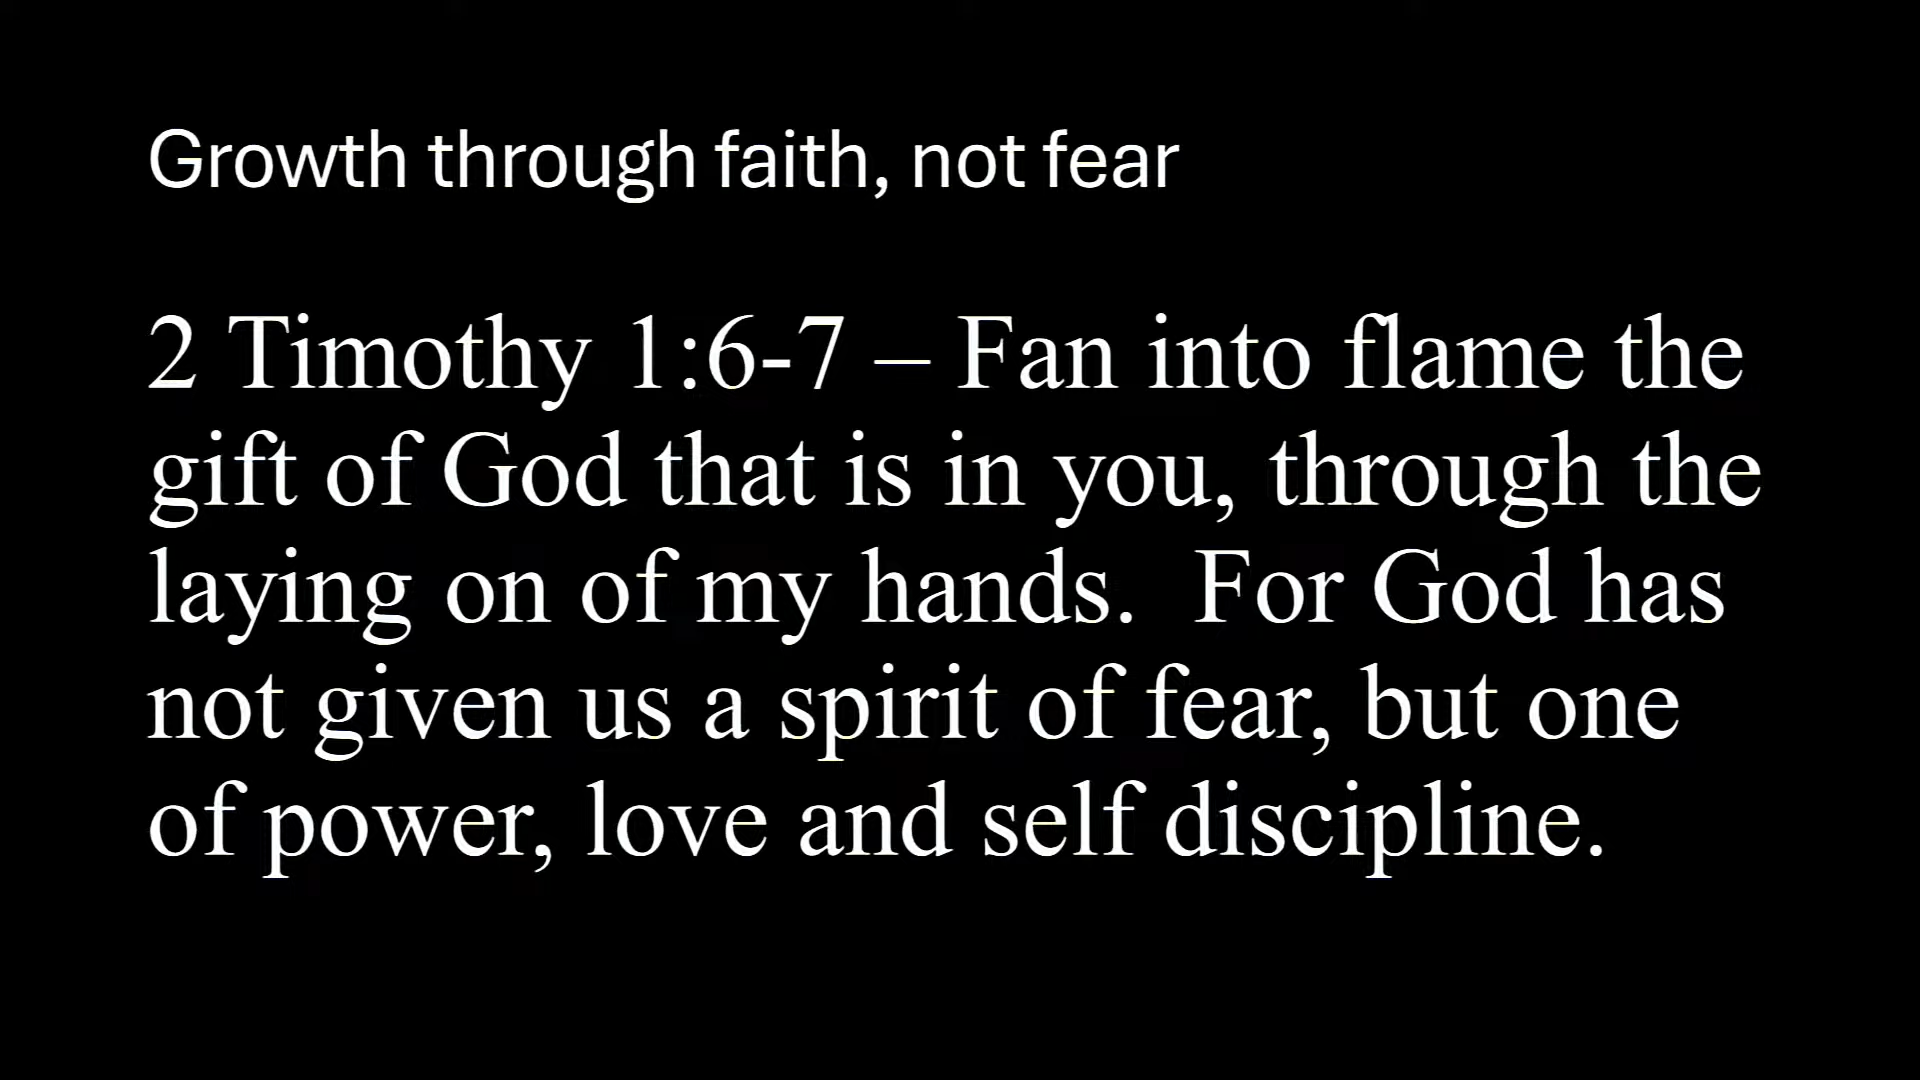 Growth through faith, not fear
2 Timothy 1:6-7 – Fan into flame the
gift of God that is in you, through the
laying on of my hands.  For God has
not given us a spirit of fear, but one
of power, love and self discipline.